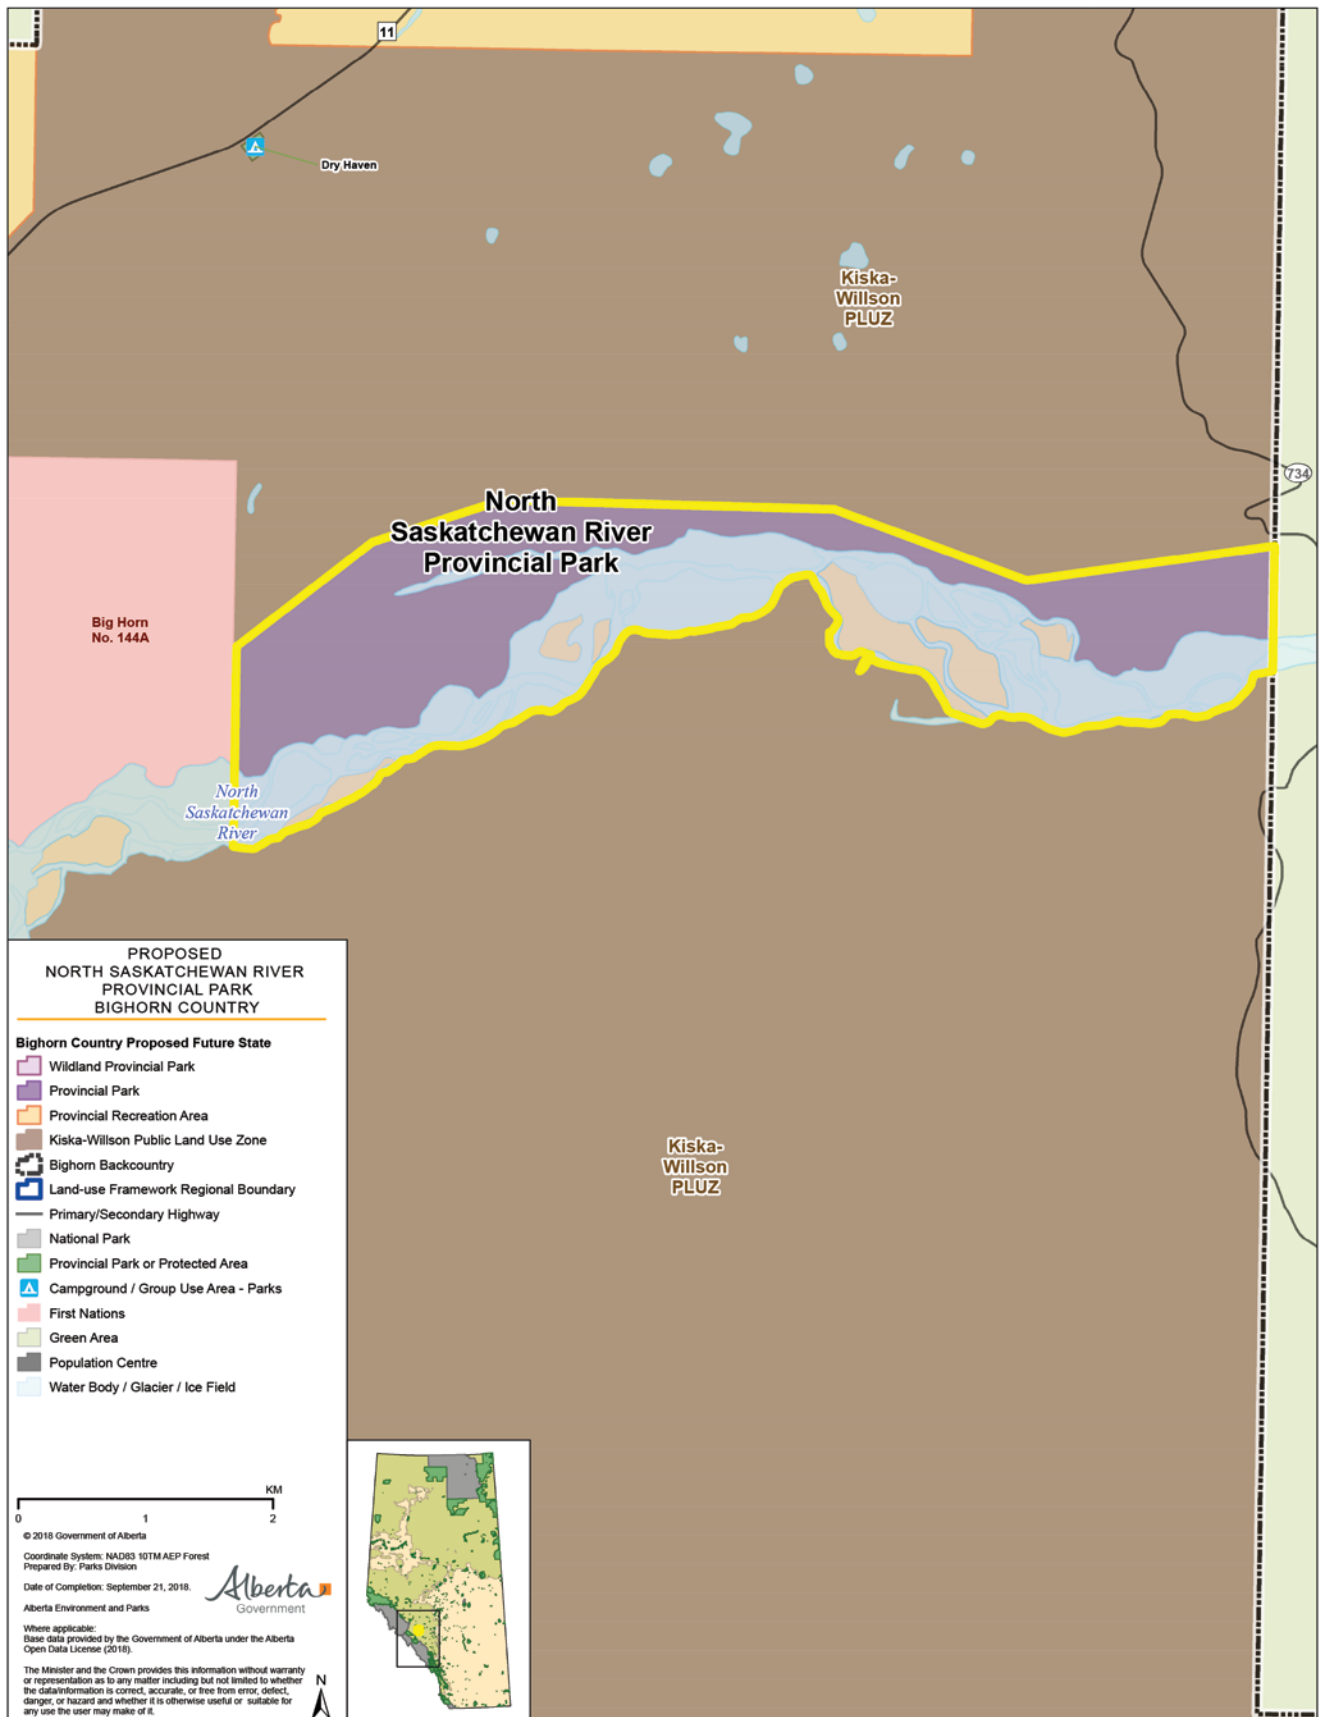 11
Dry Haven
Kiska-
Willson
PLUZ
734
North
Saskatchewan River
Provincial Park
Big Horn
No. 144A
North
Saskatchewan
River
Kiska-
Willson
PLUZ
PROPOSED
NORTH SASKATCHEWAN RIVER
PROVINCIAL PARK
BIGHORN COUNTRY
Bighorn Country Proposed Future State
Wildland Provincial Park
Provincial Park
Provincial Recreation Area
Kiska-Willson Public Land Use Zone
Bighorn Backcountry
Land-use Framework Regional Boundary
Primary/Secondary Highway
National Park
Provincial Park or Protected Area
Campground / Group Use Area - Parks
First Nations
Green Area
Population Centre
Water Body / Glacier / Ice Field
KM
0 1 2
© 2018 Government of Alberta
Coordinate System: NAD83 10TM AEP Forest
Prepared By: Parks Division
Date of Completion: September 21, 2018.
Alberta Environment and Parks
Alberta
Government
Where applicable:
Base data provided by the Government of Alberta under the Alberta
Open Data License (2018).
The Minister and the Crown provides this information without warranty
or representation as to any matter including but not limited to whether
the data/information is correct, accurate, or free from error, defect,
danger, or hazard and whether it is otherwise useful or suitable for
any use the user may make of it.
N